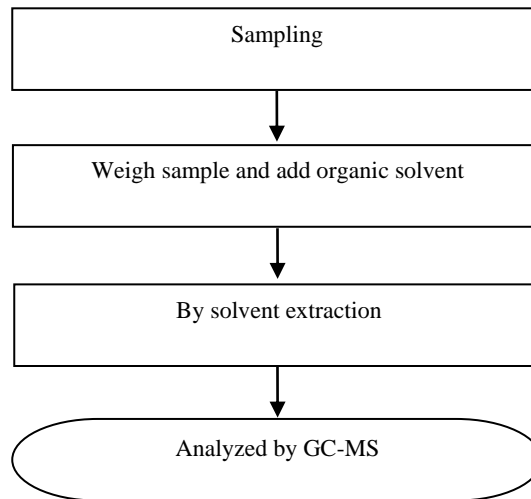 Sampling
Weigh sample and add organic solvent
By solvent extraction
Analyzed by GC-MS